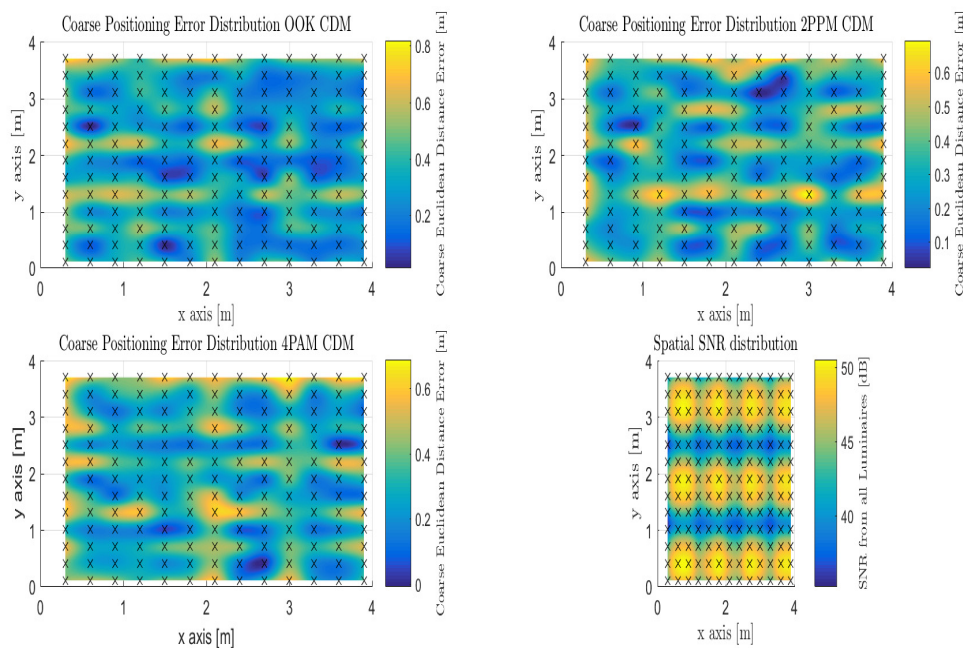 Coarse Positioning Error Distribution OOK CDM
4
3
2
1
0
y axis [m]
0 1 2 3 4
x axis [m]
0.8
0.6
0.4
0.2
Coarse Euclidean Distance Error [m]
Coarse Positioning Error Distribution 2PPM CDM
4
3
2
1
0
y axis [m]
0 1 2 3 4
x axis [m]
0.6
0.5
0.4
0.3
0.2
0.1
Coarse Euclidean Distance Error [m]
Coarse Positioning Error Distribution 4PAM CDM
4
3
2
1
0
y axis [m]
0 1 2 3 4
x axis [m]
0.6
0.4
0.2
0
Coarse Euclidean Distance Error [m]
Spatial SNR distribution
4
3
2
1
0
y axis [m]
0 2 4
x axis [m]
50
45
40
SNR from all Luminaires [dB]